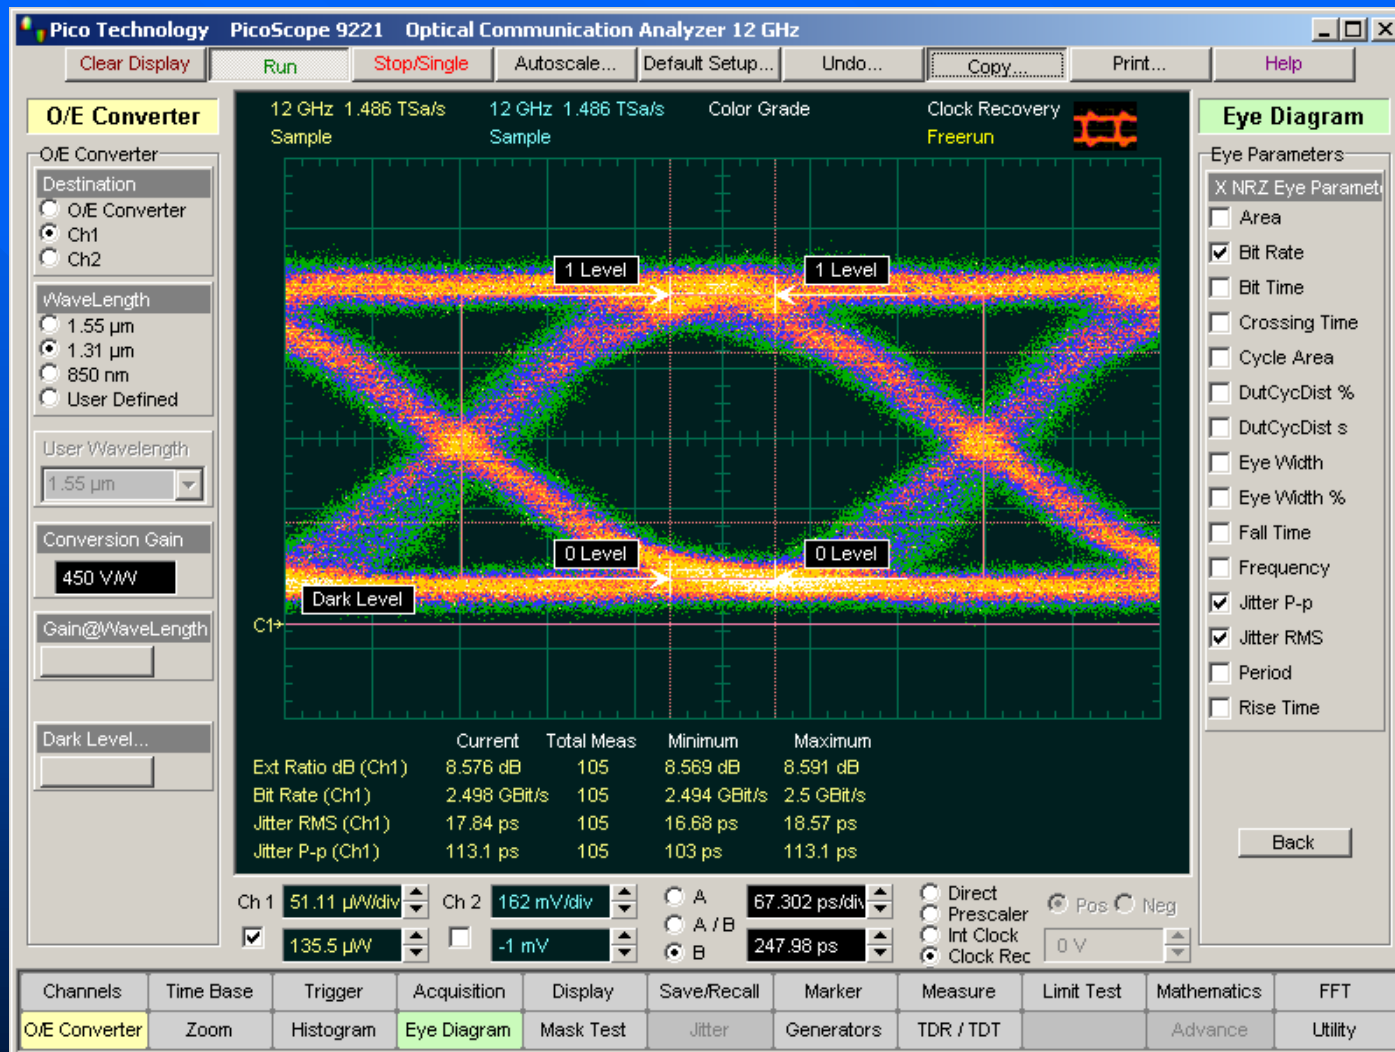 Pico Technology PicoScope 9221 Optical Communication Analyzer 12 GHz
Clear Display Run Stop/Single Autoscale... Default Setup... Undo... Copy... Print... Help
O/E Converter
O/E Converter
Destination
O/E Converter
Ch1
Ch2
WaveLength
1.55 µm
1.31 µm
850 nm
User Defined
User Wavelength
1.55 µm
Conversion Gain
450 V/W
Gain@WaveLength
Dark Level...
12 GHz 1.486 TSa/s 12 GHz 1.486 TSa/s Color Grade Clock Recovery
Sample Sample Freerun
1 Level 1 Level
0 Level 0 Level
Dark Level
C1
Current Total Meas Minimum Maximum
Ext Ratio dB (Ch1) 8.576 dB 105 8.569 dB 8.591 dB
Bit Rate (Ch1) 2.498 GBit/s 105 2.494 GBit/s 2.5 GBit/s
Jitter RMS (Ch1) 17.84 ps 105 16.68 ps 18.57 ps
Jitter P-p (Ch1) 113.1 ps 105 103 ps 113.1 ps
Eye Diagram
Eye Parameters
X NRZ Eye Paramet
Area
Bit Rate
Bit Time
Crossing Time
Cycle Area
DutCycDist %
DutCycDist s
Eye Width
Eye Width %
Fall Time
Frequency
Jitter P-p
Jitter RMS
Period
Rise Time
Back
Ch 1 51.11 µW/div Ch 2 162 mV/div A 67.302 ps/div Direct Pos Neg
135.5 µW -1 mV A / B 247.98 ps Prescaler 0 V
B Int Clock
Clock Rec
Channels Time Base Trigger Acquisition Display Save/Recall Marker Measure Limit Test Mathematics FFT
O/E Converter Zoom Histogram Eye Diagram Mask Test Jitter Generators TDR / TDT Advance Utility